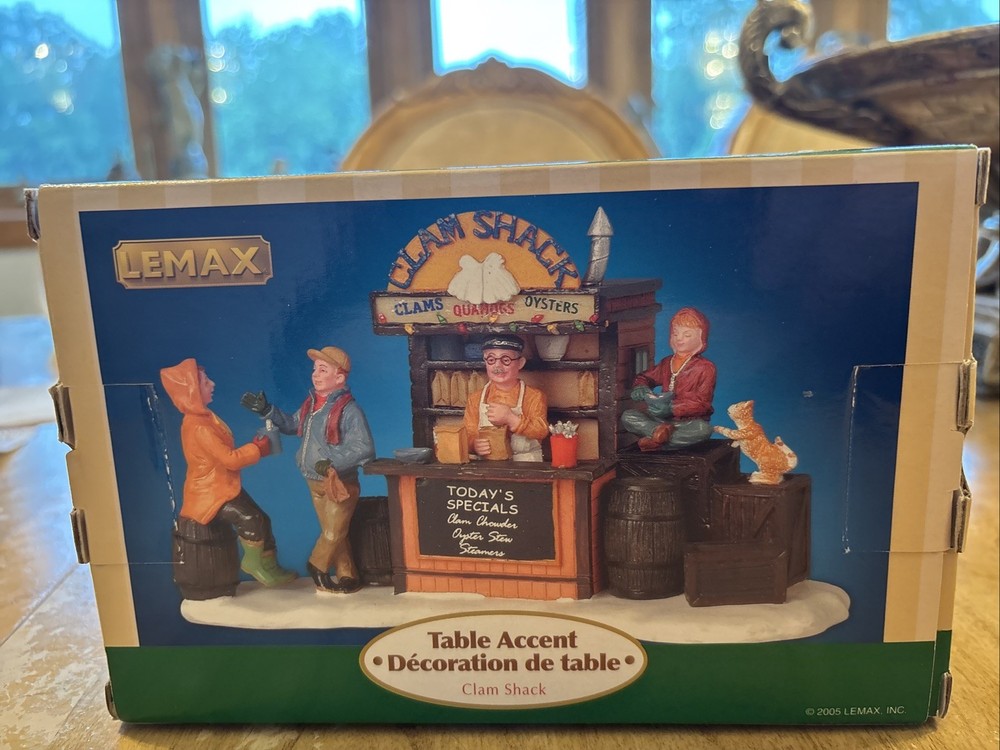 LEMAX
CLAM SHACK
CLAMS QUAHOGS OYSTERS
TODAY'S
SPECIALS
Clam Chowder
Oyster Stew
Steamers
Table Accent
• Décoration de table •
Clam Shack
© 2005 LEMAX, INC.